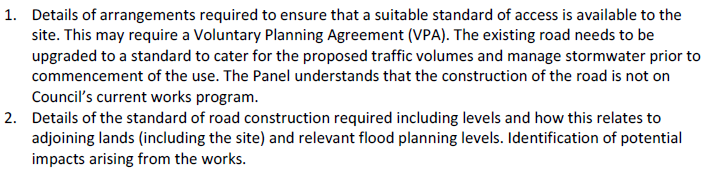 1. Details of arrangements required to ensure that a suitable standard of access is available to the
site. This may require a Voluntary Planning Agreement (VPA). The existing road needs to be
upgraded to a standard to cater for the proposed traffic volumes and manage stormwater prior to
commencement of the use. The Panel understands that the construction of the road is not on
Council's current works program.
2. Details of the standard of road construction required including levels and how this relates to
adjoining lands (including the site) and relevant flood planning levels. Identification of potential
impacts arising from the works.